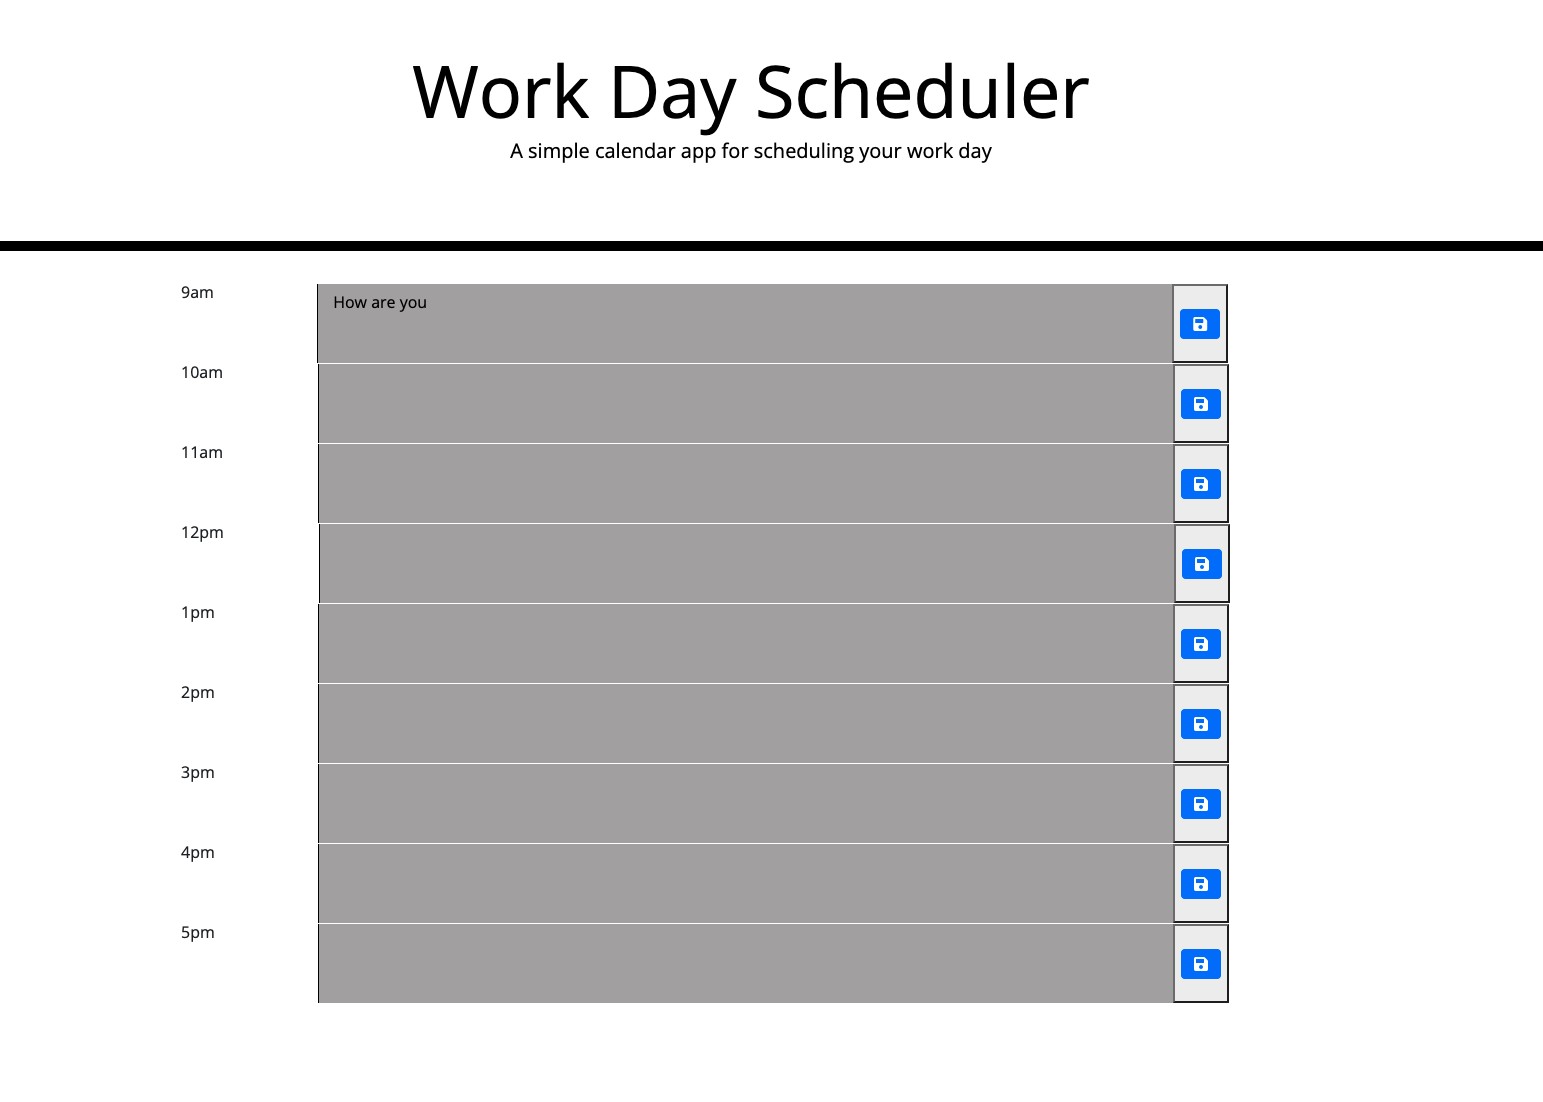 Work Day Scheduler
A simple calendar app for scheduling your work day
9am
How are you
10am
11am
12pm
1pm
2pm
3pm
4pm
5pm